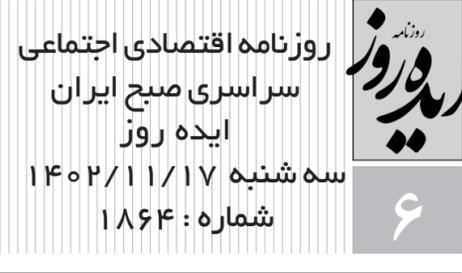 روزنامه اقتصادی اجتماعی
سراسری صبح ایران
ایده روز
سه شنبه ۱۴۰۲/۱۱/۱۷
شماره : ۱۸۶۴
روزنامه
ایده روز
۶